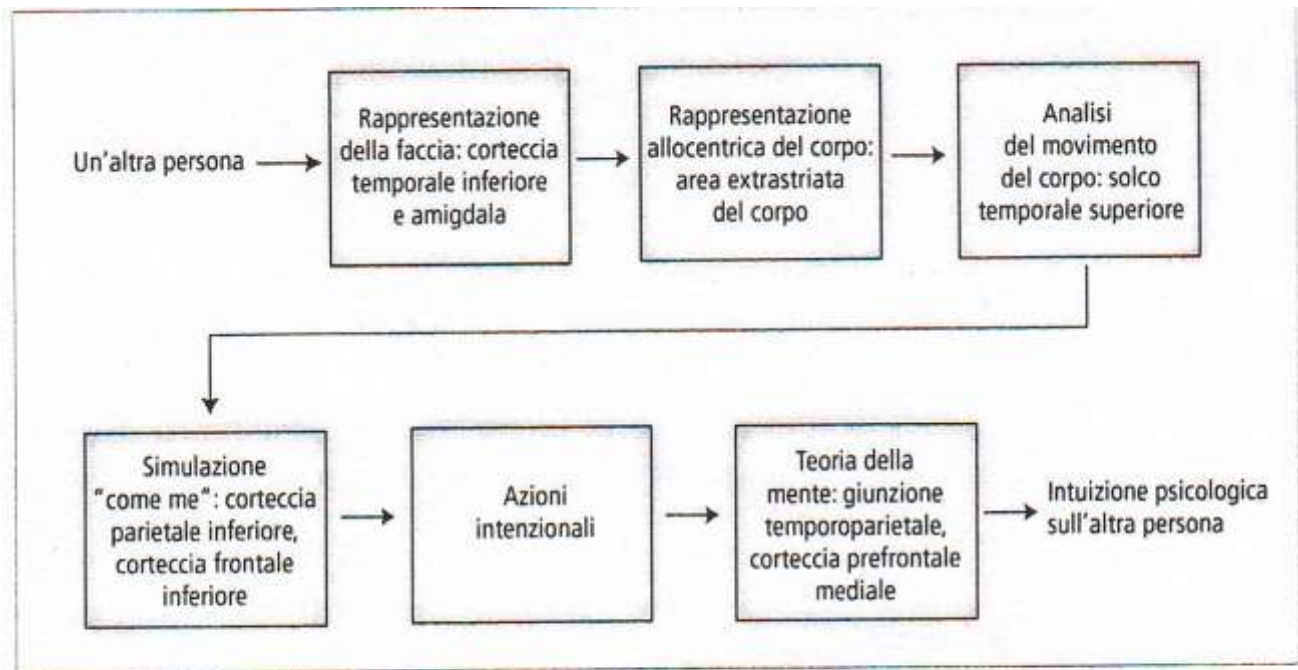 Un'altra persona
Rappresentazione
della faccia: corteccia
temporale inferiore
e amigdala
Rappresentazione
allocentrica del corpo:
area extrastriata
del corpo
Analisi
del movimento
del corpo: solco
temporale superiore
Simulazione
"come me": corteccia
parietale inferiore,
corteccia frontale
inferiore
Azioni
intenzionali
Teoria della
mente: giunzione
temporoparietale,
corteccia prefrontale
mediale
Intuizione psicologica
sull'altra persona